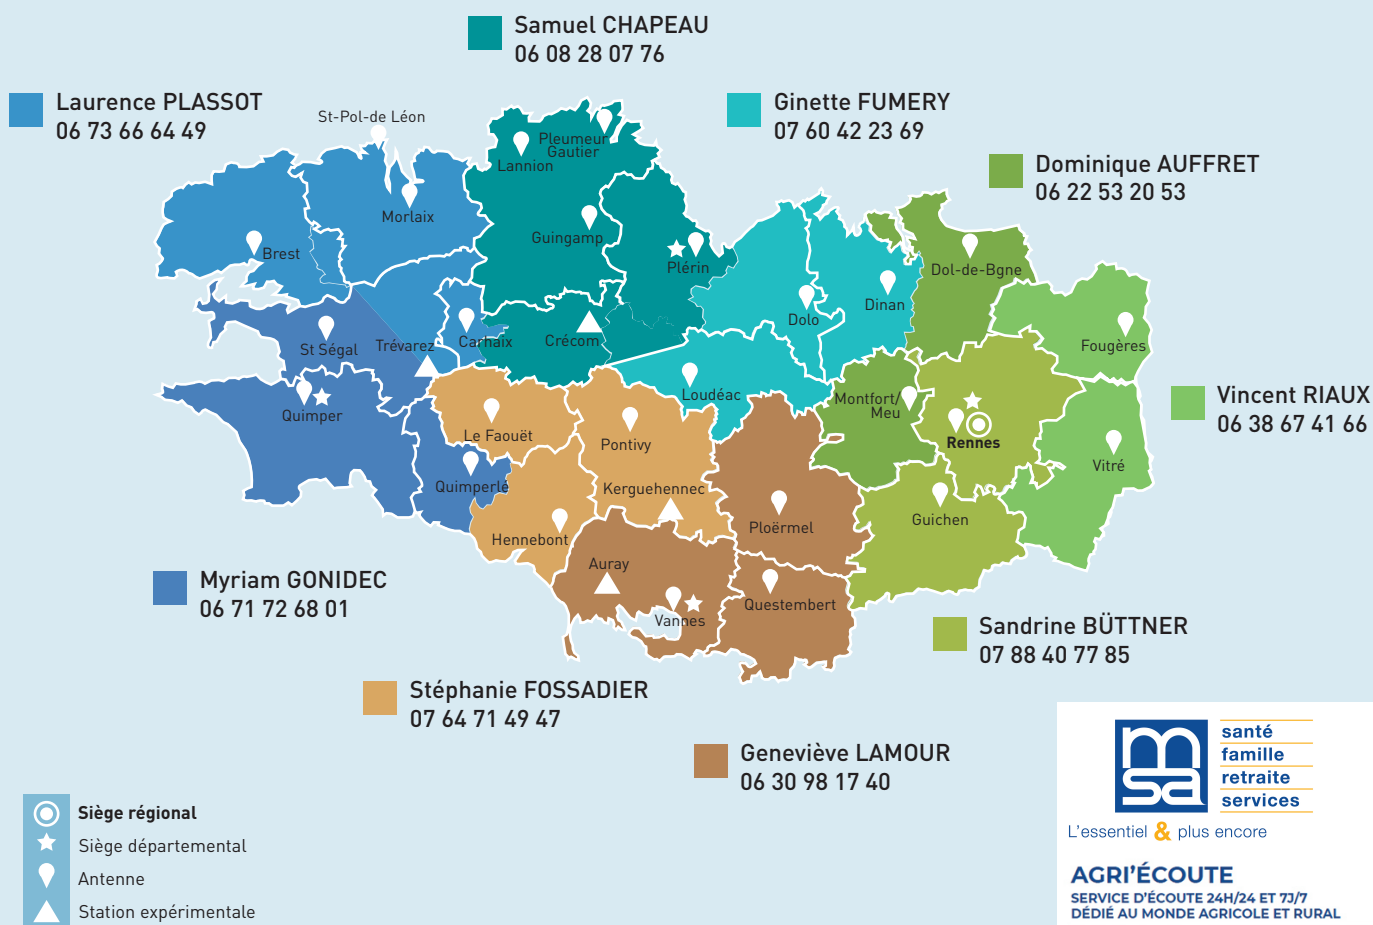 Samuel CHAPEAU
06 08 28 07 76
Laurence PLASSOT
06 73 66 64 49
Ginette FUMERY
07 60 42 23 69
Dominique AUFFRET
06 22 53 20 53
Vincent RIAUX
06 38 67 41 66
St-Pol-de Léon
Pleumeur
Gautier
Lannion
Morlaix
Guingamp
Brest
Plérin
Dol-de-Bgne
Dinan
Dolo
St Ségal
Trévarez
Carhaix
Crécom
Fougères
Quimper
Loudéac
Montfort/
Meu
Le Faouët
Pontivy
Rennes
Vitré
Quimperlé
Kerguehennec
Ploërmel
Guichen
Hennebont
Auray
Vannes
Questembert
Myriam GONIDEC
06 71 72 68 01
Sandrine BÜTTNER
07 88 40 77 85
Stéphanie FOSSADIER
07 64 71 49 47
Geneviève LAMOUR
06 30 98 17 40
Siège régional
Siège départemental
Antenne
Station expérimentale
msa
santé
famille
retraite
services
L'essentiel & plus encore
AGRI'ÉCOUTE
SERVICE D'ÉCOUTE 24H/24 ET 7J/7
DÉDIÉ AU MONDE AGRICOLE ET RURAL